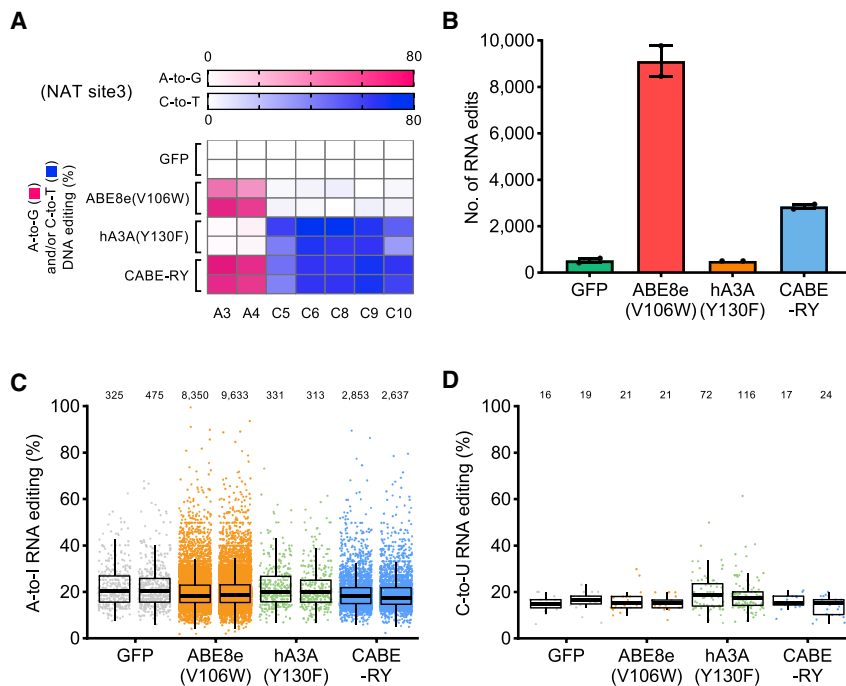 A
0 80
A-to-G
(NAT site3)
C-to-T
0 80
A-to-G ( )
and/or C-to-T ( )
DNA editing (%)
GFP
ABE8e(V106W)
hA3A(Y130F)
CABE-RY
A3 A4 C5 C6 C8 C9 C10
B
No. of RNA edits
10,000
8,000
6,000
4,000
2,000
0
GFP ABE8e hA3A CABE
(V106W) (Y130F) -RY
C
325 475 8,350 9,633 331 313 2,853 2,637
A-to-I RNA editing (%)
100
80
60
40
20
0
GFP ABE8e hA3A CABE
(V106W) (Y130F) -RY
D
16 19 21 21 72 116 17 24
C-to-U RNA editing (%)
100
80
60
40
20
0
GFP ABE8e hA3A CABE
(V106W) (Y130F) -RY